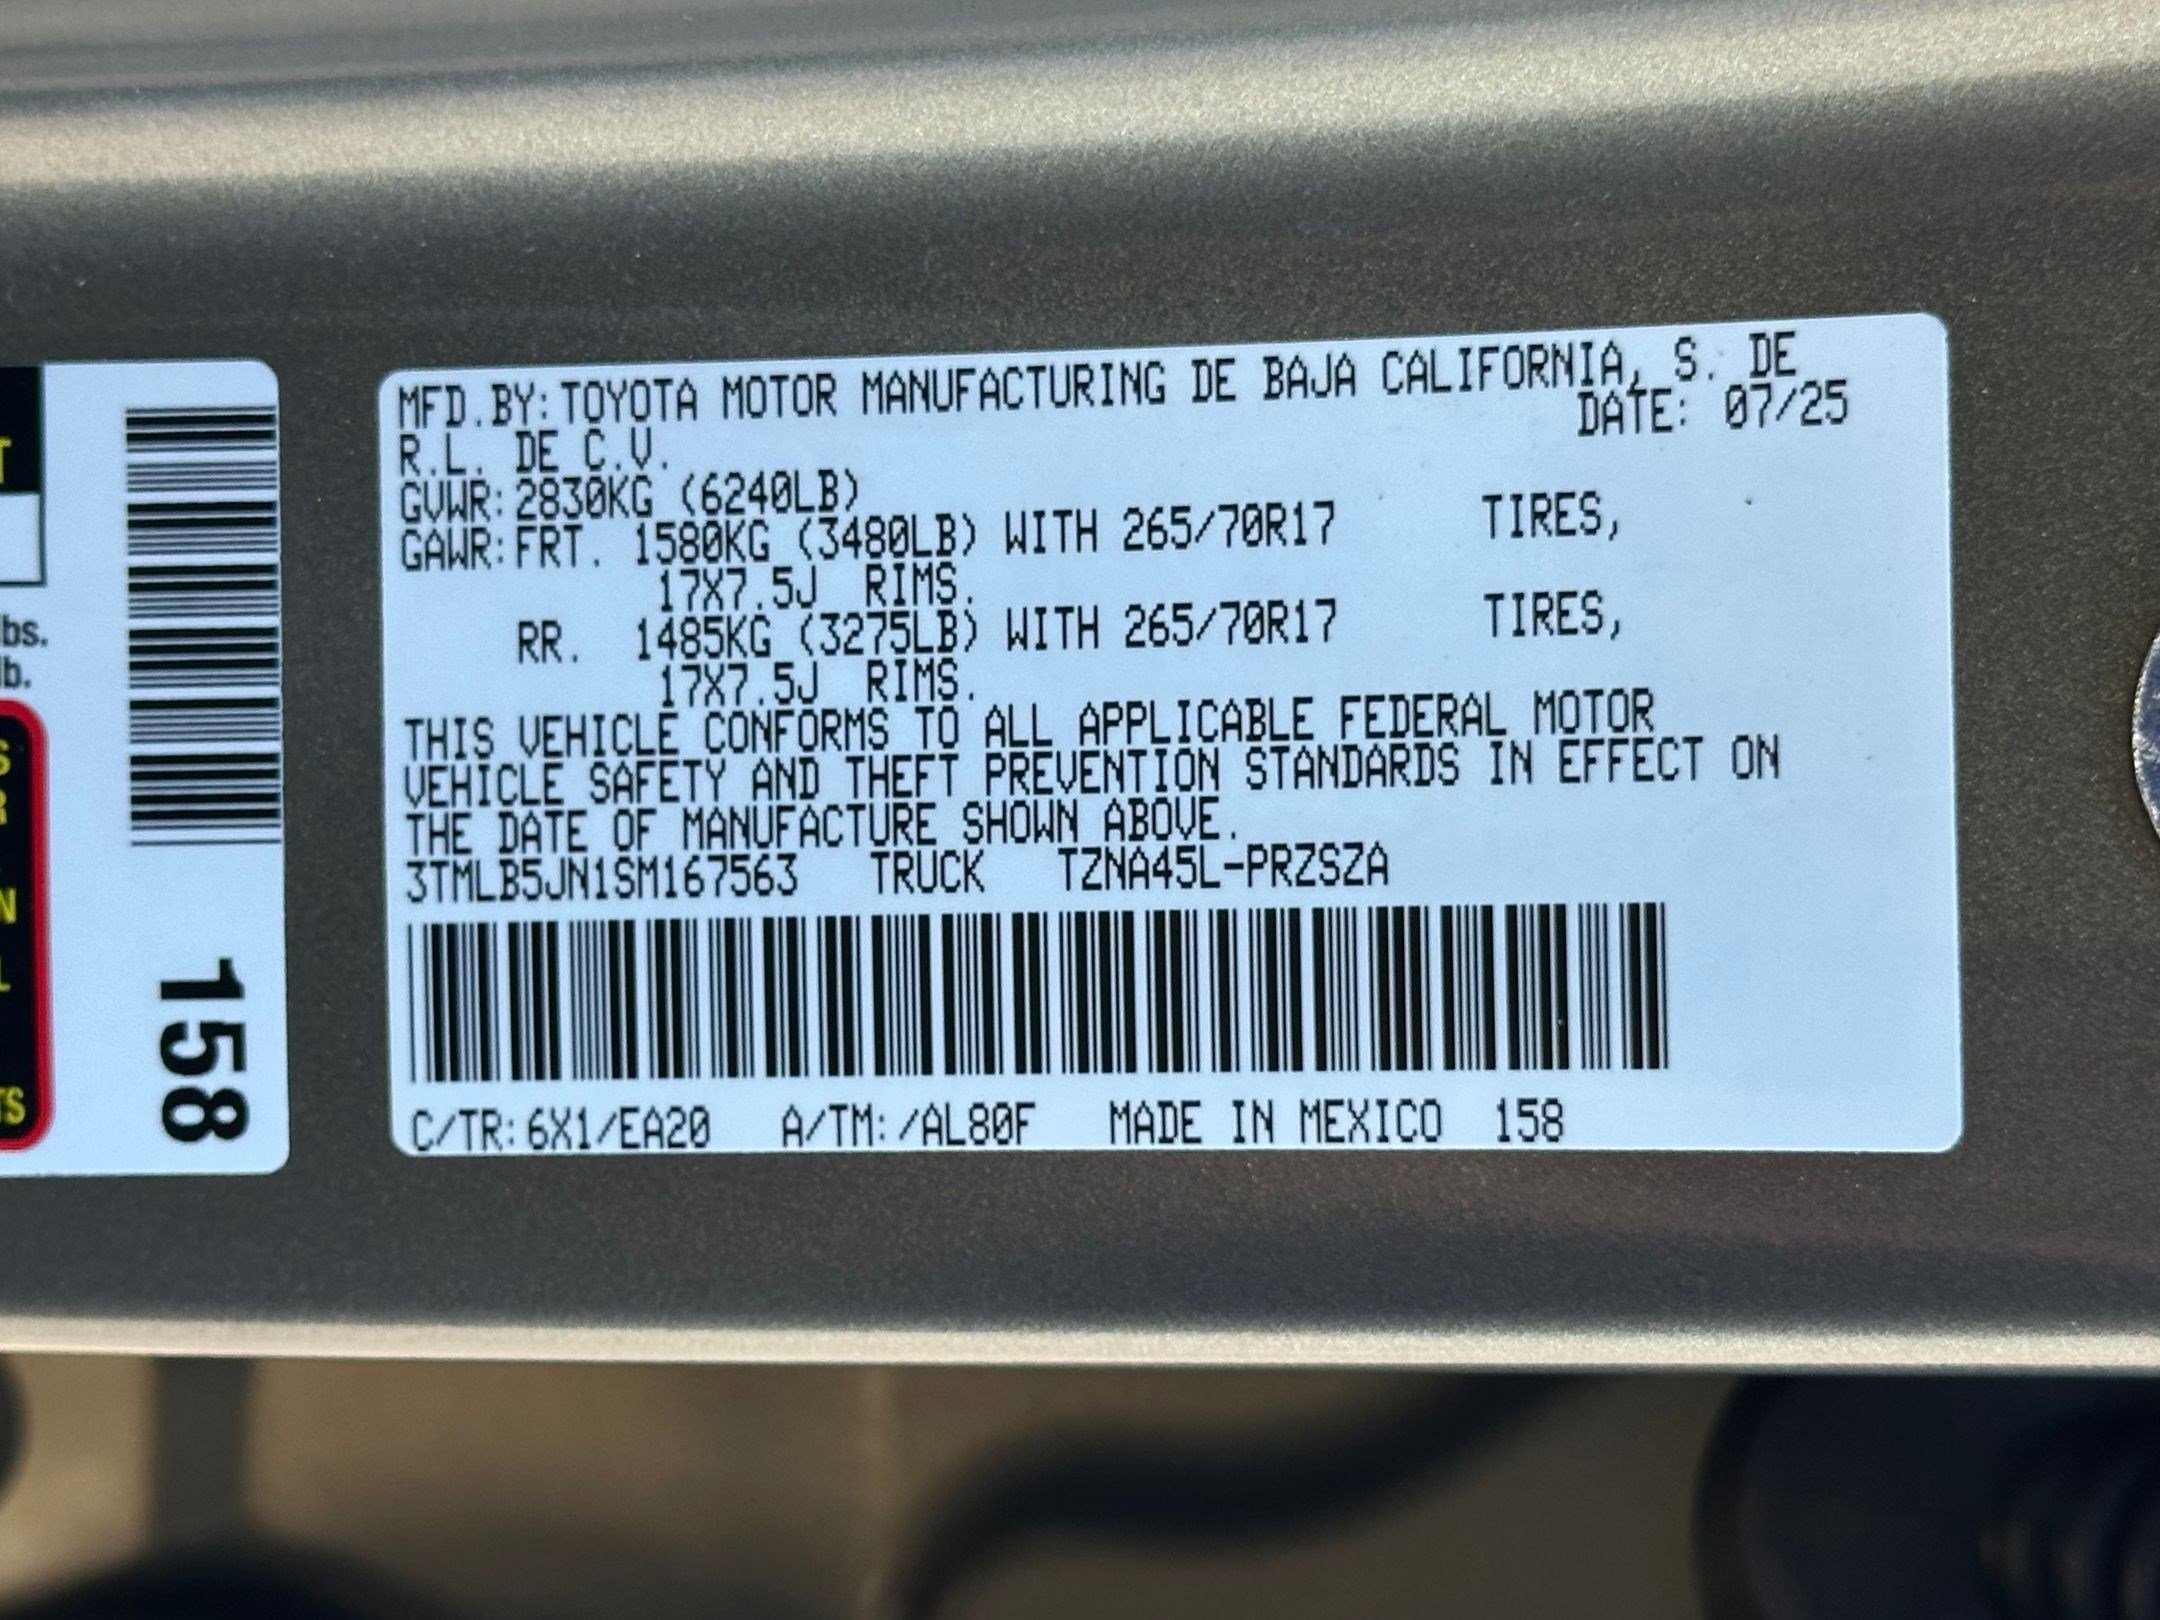 MFD.BY:TOYOTA MOTOR MANUFACTURING DE BAJA CALIFORNIA, S. DE
R.L. DE C.V. DATE: 07/25
GVWR:2830KG (6240LB)
GAWR:FRT. 1580KG (3480LB) WITH 265/70R17 TIRES,
17X7.5J RIMS.
RR. 1485KG (3275LB) WITH 265/70R17 TIRES,
17X7.5J RIMS.
THIS VEHICLE CONFORMS TO ALL APPLICABLE FEDERAL MOTOR
VEHICLE SAFETY AND THEFT PREVENTION STANDARDS IN EFFECT ON
THE DATE OF MANUFACTURE SHOWN ABOVE.
3TMLB5JN1SM167563 TRUCK TZNA45L-PRZSZA
C/TR:6X1/EA20 A/TM:/AL80F MADE IN MEXICO 158
158
lbs.
lb.